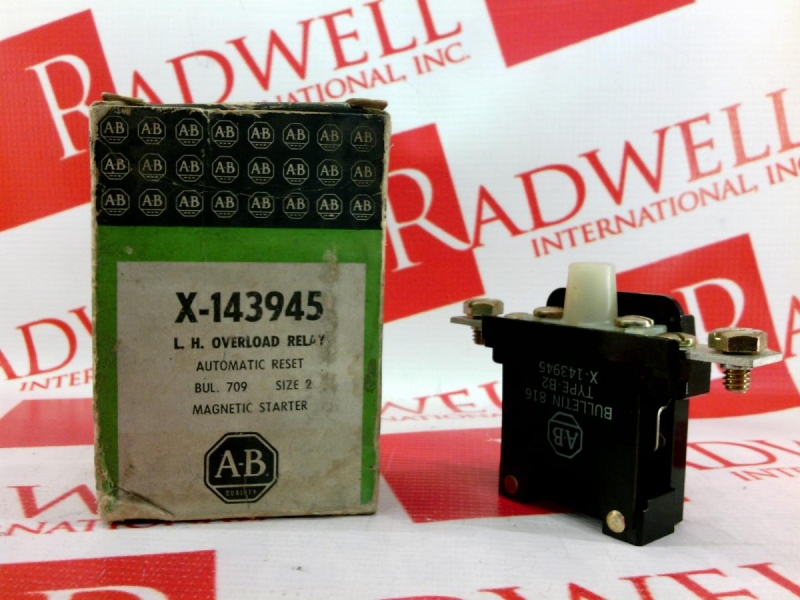 RADWELL
INTERNATIONAL, INC.
RADWELL
INTERNATIONAL, INC.
A-B A-B A-B A-B A-B A-B A-B A-B
A-B A-B A-B A-B A-B A-B A-B A-B
A-B A-B A-B A-B A-B A-B A-B A-B
X-143945
L. H. OVERLOAD RELAY
AUTOMATIC RESET
BUL. 709 SIZE 2
MAGNETIC STARTER
A-B
QUALITY
BULLETIN 816
TYPE-B2
X-143945
A-B